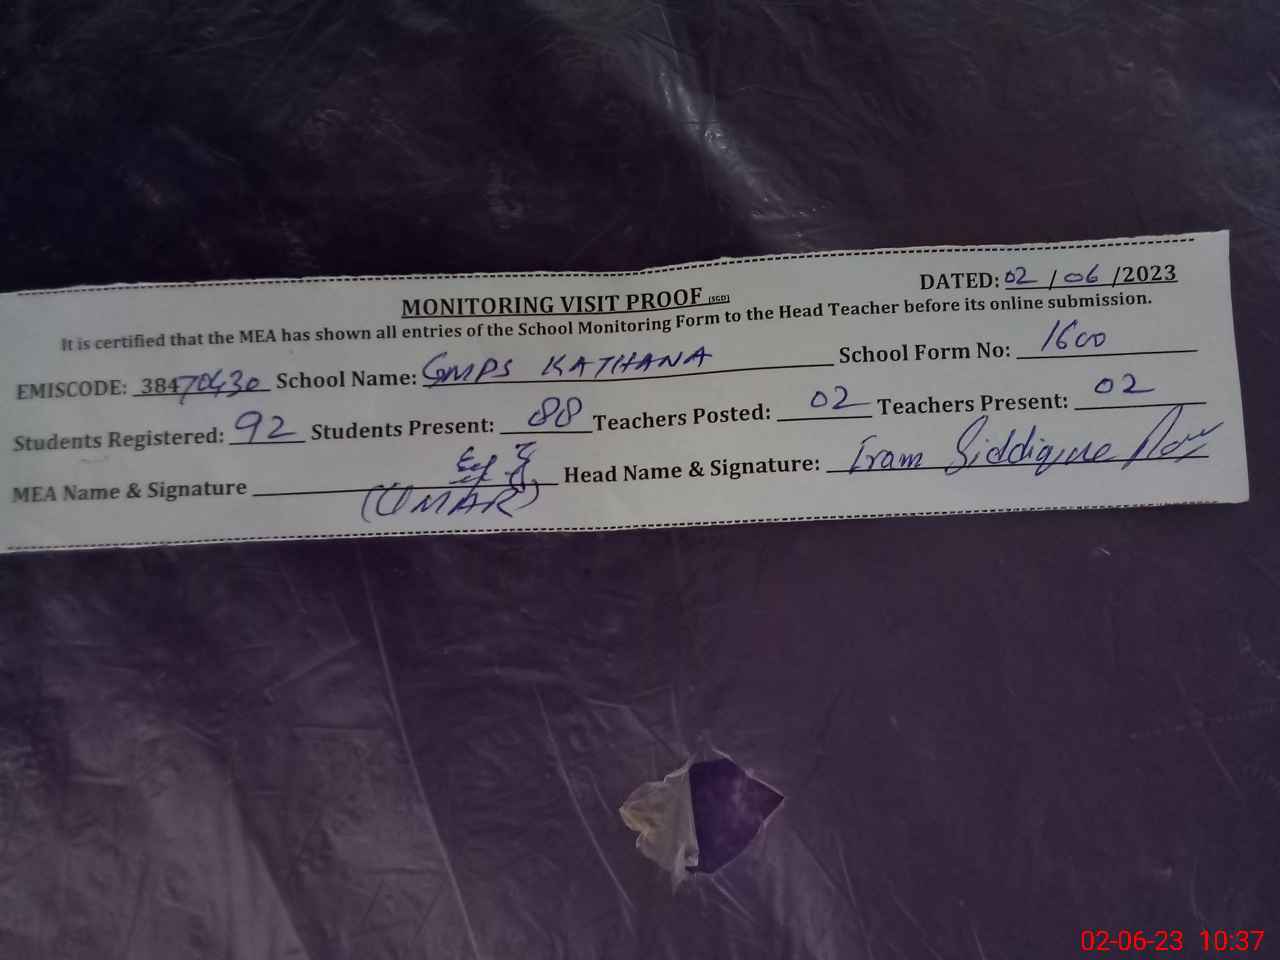 DATED: 02 / 06 /2023
MONITORING VISIT PROOF (SGD)
It is certified that the MEA has shown all entries of the School Monitoring Form to the Head Teacher before its online submission.
EMISCODE: 38470430 School Name: GMPS KATHANA School Form No: 1600
Students Registered: 92 Students Present: 88 Teachers Posted: 02 Teachers Present: 02
MEA Name & Signature (UMAR) Head Name & Signature: Iram Siddique
02-06-23 10:37